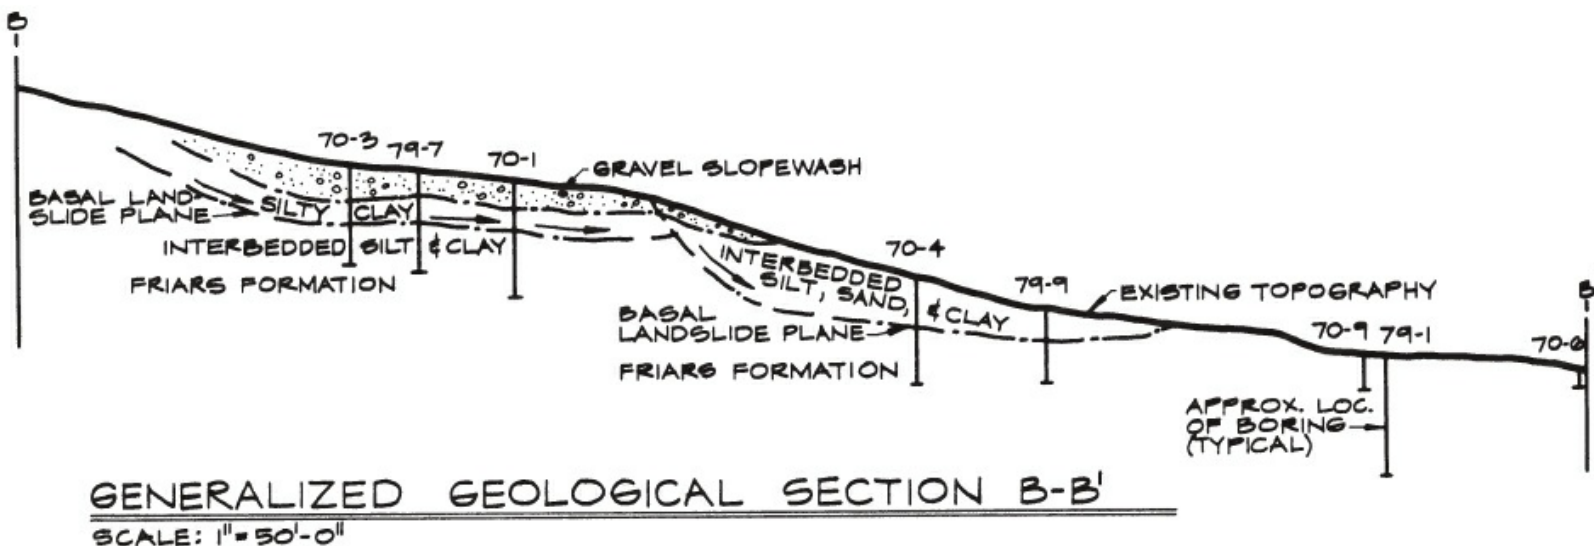 B
70-3
79-7
70-1
GRAVEL SLOPEWASH
BASAL LAND-
SLIDE PLANE
SILTY CLAY
INTERBEDDED SILT & CLAY
FRIARS FORMATION
70-4
INTERBEDDED
SILT, SAND, & CLAY
BASAL
LANDSLIDE PLANE
FRIARS FORMATION
79-9
EXISTING TOPOGRAPHY
70-9
79-1
70-6
B
APPROX. LOC.
OF BORING
(TYPICAL)
GENERALIZED GEOLOGICAL SECTION B-B'
SCALE: 1"=50'-0"